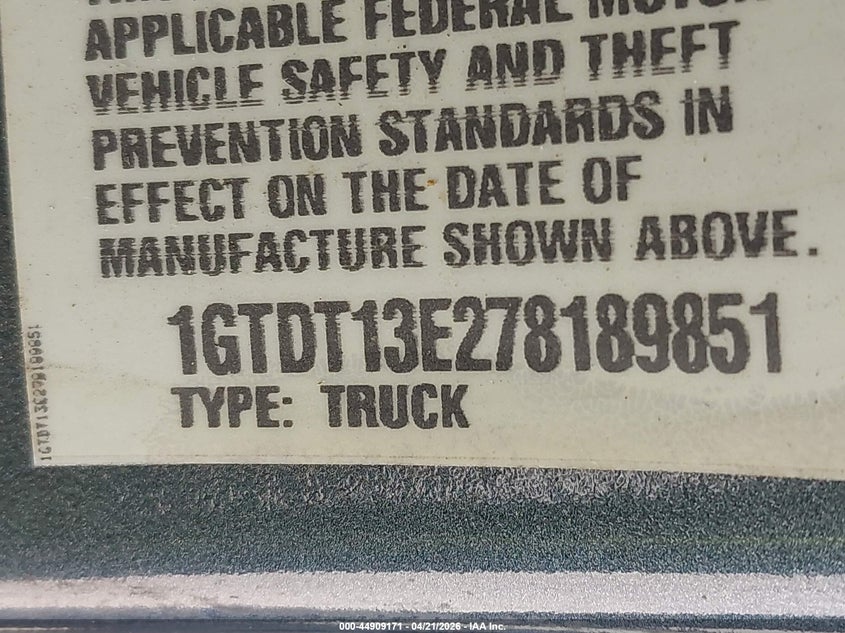 APPLICABLE FEDERAL MOTOR
VEHICLE SAFETY AND THEFT
PREVENTION STANDARDS IN
EFFECT ON THE DATE OF
MANUFACTURE SHOWN ABOVE.
1GTDT13E278189851
TYPE: TRUCK
1GTDT13E278189851
000-44909171 - 04/21/2026 - IAA Inc.